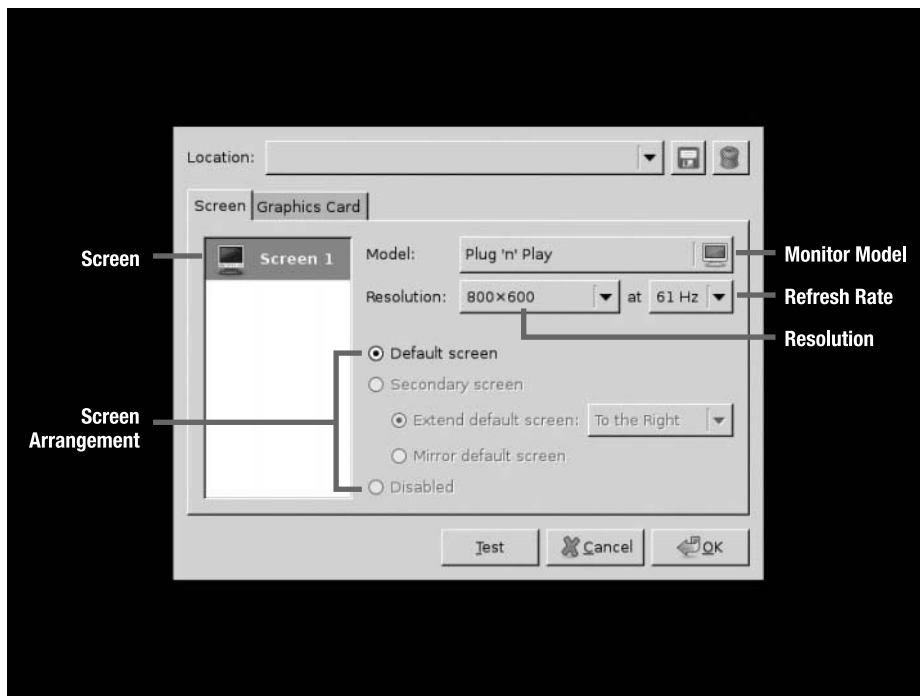 Location:
Screen Graphics Card
Screen
Screen 1
Model: Plug 'n' Play
Monitor Model
Resolution: 800×600 at 61 Hz
Refresh Rate
Resolution
Default screen
Secondary screen
Screen
Arrangement
Extend default screen: To the Right
Mirror default screen
Disabled
Test Cancel OK